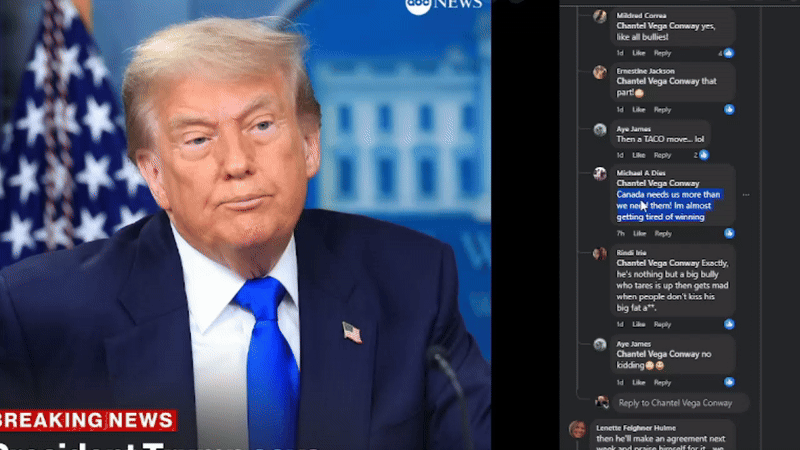 abc NEWS
BREAKING NEWS
Mildred Correa
Chantel Vega Conway yes,
like all bullies!
1d Like Reply 4
Ernestine Jackson
Chantel Vega Conway that
part!
1d Like Reply
Aye James
Then a TACO move... lol
1d Like Reply 2
Michael A Dias
Chantel Vega Conway
Canada needs us more than
we need them! Im almost
getting tired of winning
7h Like Reply
Rindi Irie
Chantel Vega Conway Exactly,
he's nothing but a big bully
who tares is up then gets mad
when people don't kiss his
big fat a**.
1d Like Reply
Aye James
Chantel Vega Conway no
kidding
1d Like Reply
Reply to Chantel Vega Conway
Lenette Feighner Hulme
then he'll make an agreement next
week and praise himself for it... we